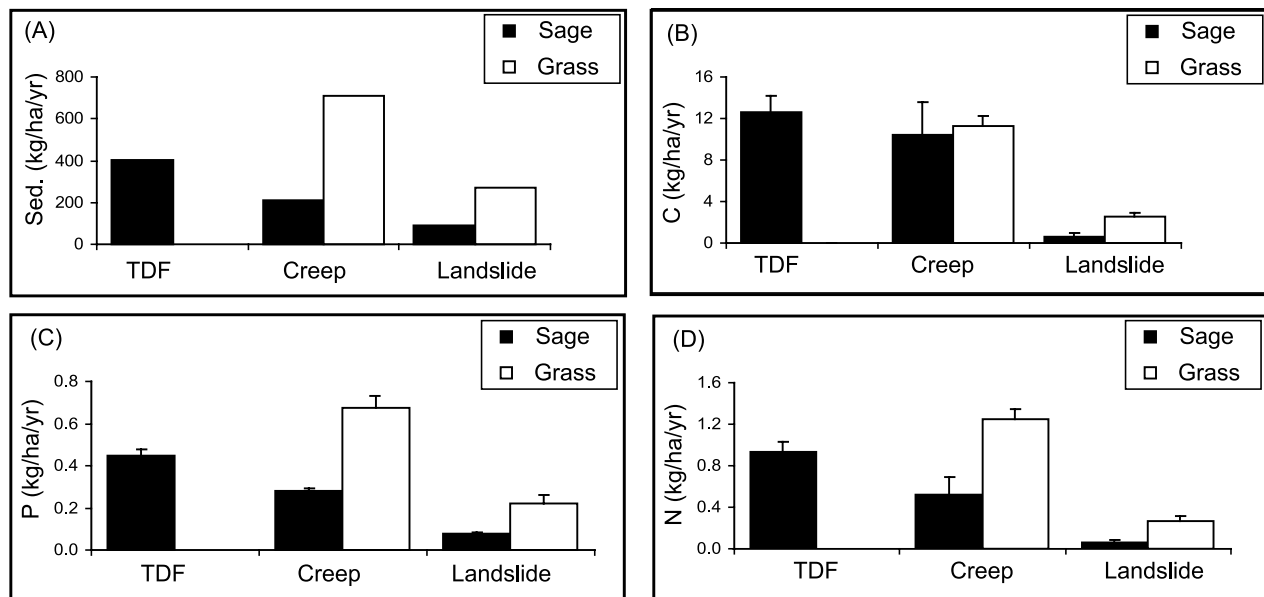 (A)
Sage
Grass
Sed. (kg/ha/yr)
800
600
400
200
0
TDF Creep Landslide
(B)
Sage
Grass
C (kg/ha/yr)
16
12
8
4
0
TDF Creep Landslide
(C)
Sage
Grass
P (kg/ha/yr)
0.8
0.6
0.4
0.2
0.0
TDF Creep Landslide
(D)
Sage
Grass
N (kg/ha/yr)
1.6
1.2
0.8
0.4
0.0
TDF Creep Landslide